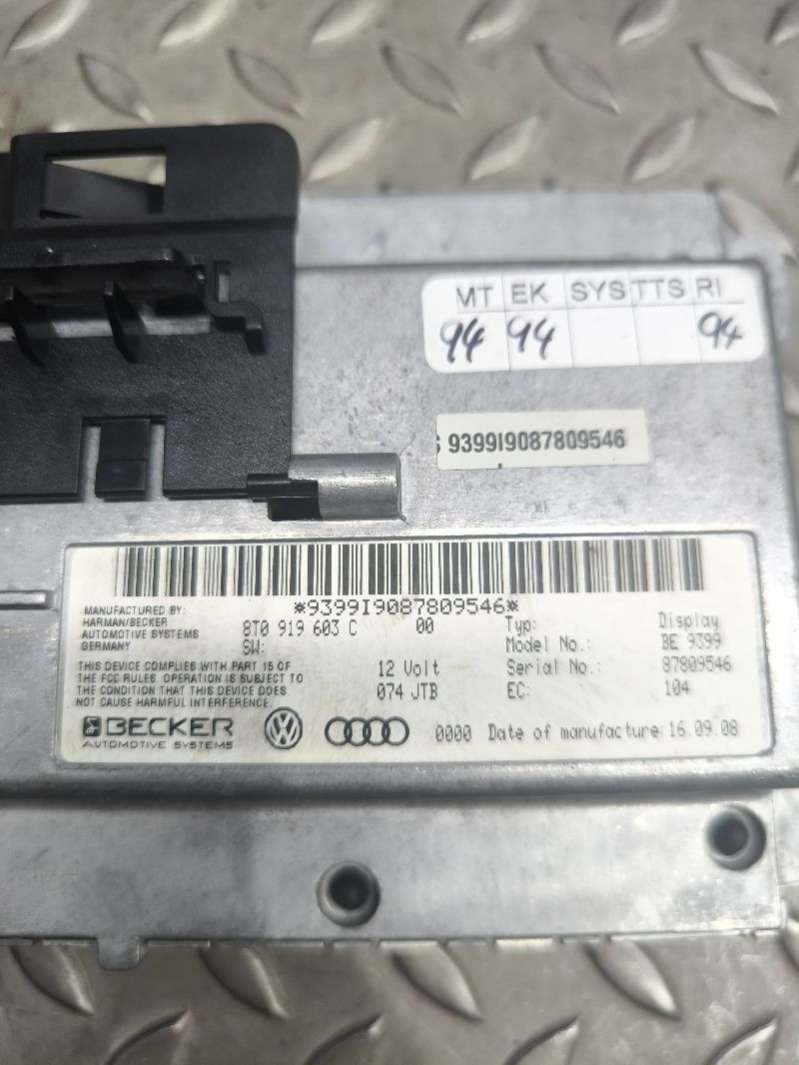 MT EK SYS TTS RI
94 94 94
9399I9087809546
*9399I9087809546*
MANUFACTURED BY:
HARMAN/BECKER
AUTOMOTIVE SYSTEMS
GERMANY
8T0 919 603 C 00
SW:
Typ: Display
Model No.: BE 9399
THIS DEVICE COMPLIES WITH PART 15 OF
THE FCC RULES. OPERATION IS SUBJECT TO
THE CONDITION THAT THIS DEVICE DOES
NOT CAUSE HARMFUL INTERFERENCE.
12 Volt
074 JTB
Serial No.: 87809546
EC: 104
BECKER
AUTOMOTIVE SYSTEMS
0000 Date of manufacture: 16.09.08